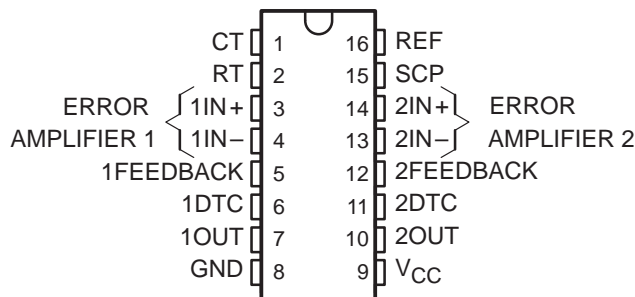 CT 1 16 REF
RT 2 15 SCP
ERROR 1IN+ 3 14 2IN+ ERROR
AMPLIFIER 1 1IN− 4 13 2IN− AMPLIFIER 2
1FEEDBACK 5 12 2FEEDBACK
1DTC 6 11 2DTC
1OUT 7 10 2OUT
GND 8 9 VCC